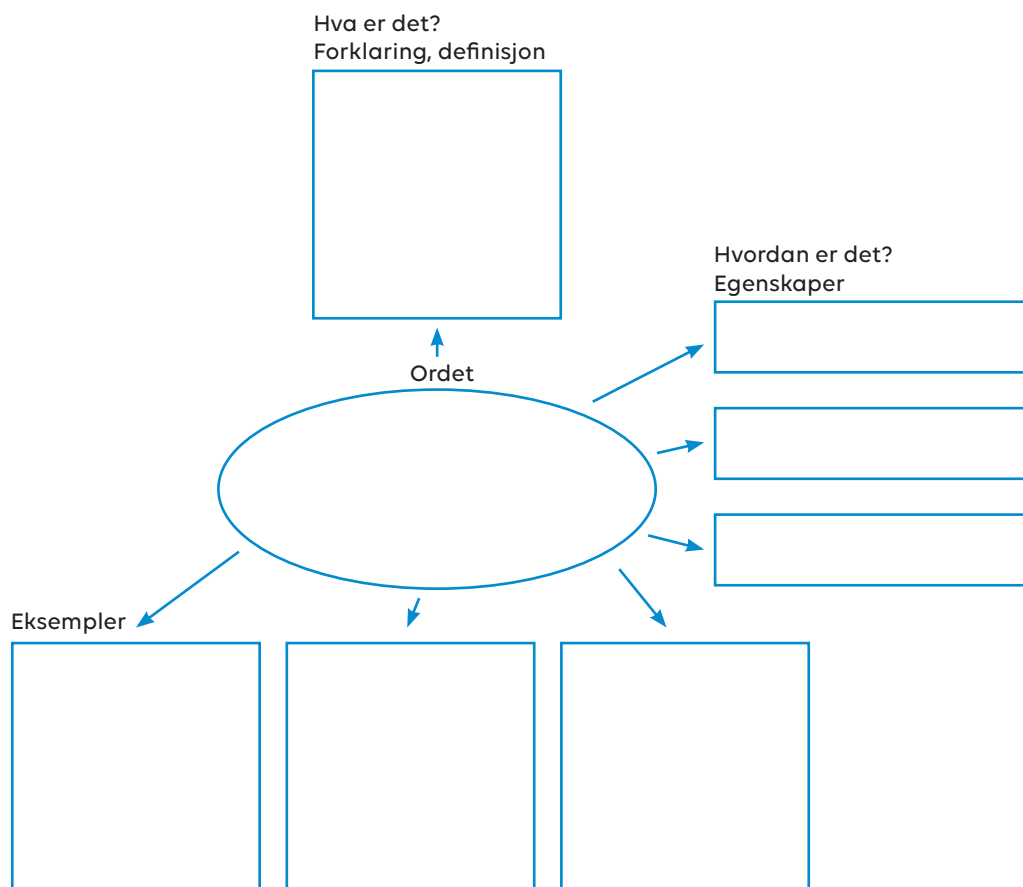 Hva er det?
Forklaring, definisjon
Hvordan er det?
Egenskaper
Ordet
Eksempler